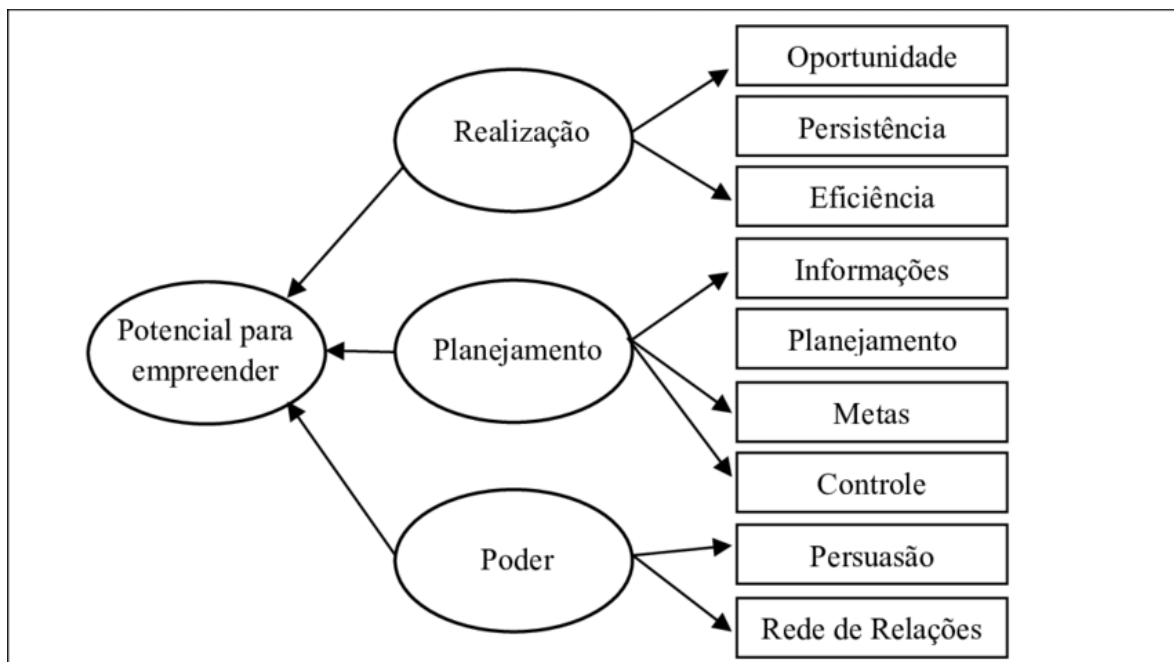 Oportunidade
Realização
Persistência
Eficiência
Informações
Potencial para
empreender
Planejamento
Planejamento
Metas
Controle
Poder
Persuasão
Rede de Relações